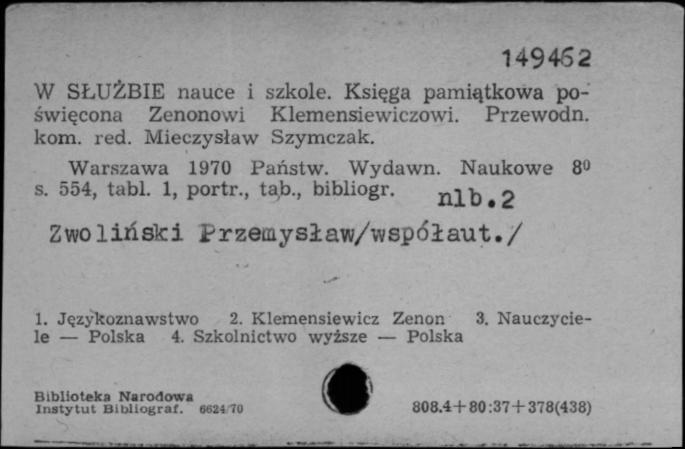 149462
W SŁUŻBIE nauce i szkole. Księga pamiątkowa po-
święcona Zenonowi Klemensiewiczowi. Przewodn.
kom. red. Mieczysław Szymczak.
Warszawa 1970 Państw. Wydawn. Naukowe 8⁰
s. 554, tabl. 1, portr., tab., bibliogr. nlb.2
Zwoliński Przemysław/współaut./
1. Językoznawstwo 2. Klemensiewicz Zenon 3. Nauczycie-
le — Polska 4. Szkolnictwo wyższe — Polska
Biblioteka Narodowa
Instytut Bibliograf. 6624/70 808.4+80:37+378(438)